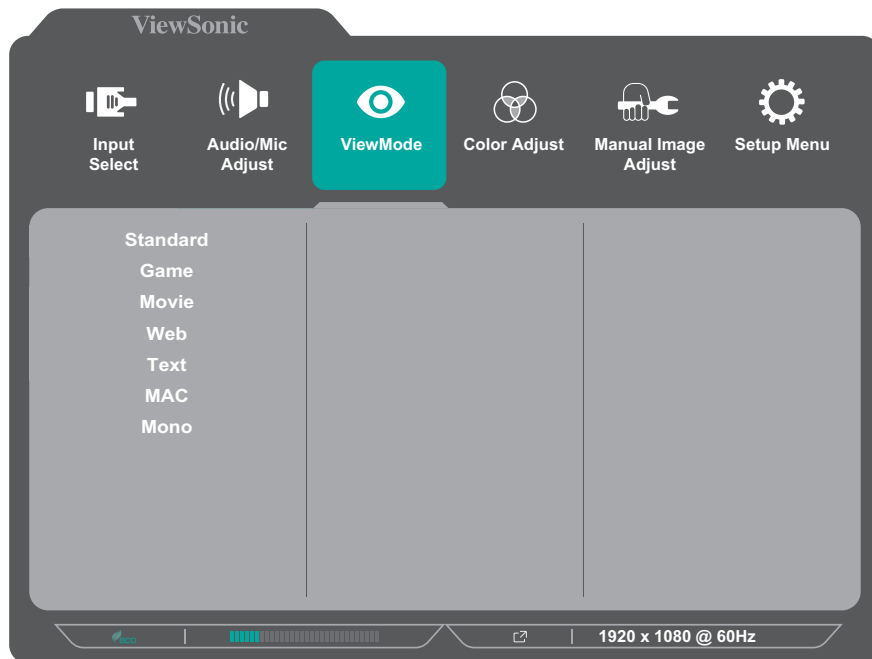 ViewSonic
Input
Select
Audio/Mic
Adjust
ViewMode
Color Adjust
Manual Image
Adjust
Setup Menu
Standard
Game
Movie
Web
Text
MAC
Mono
eco
1920 x 1080 @ 60Hz